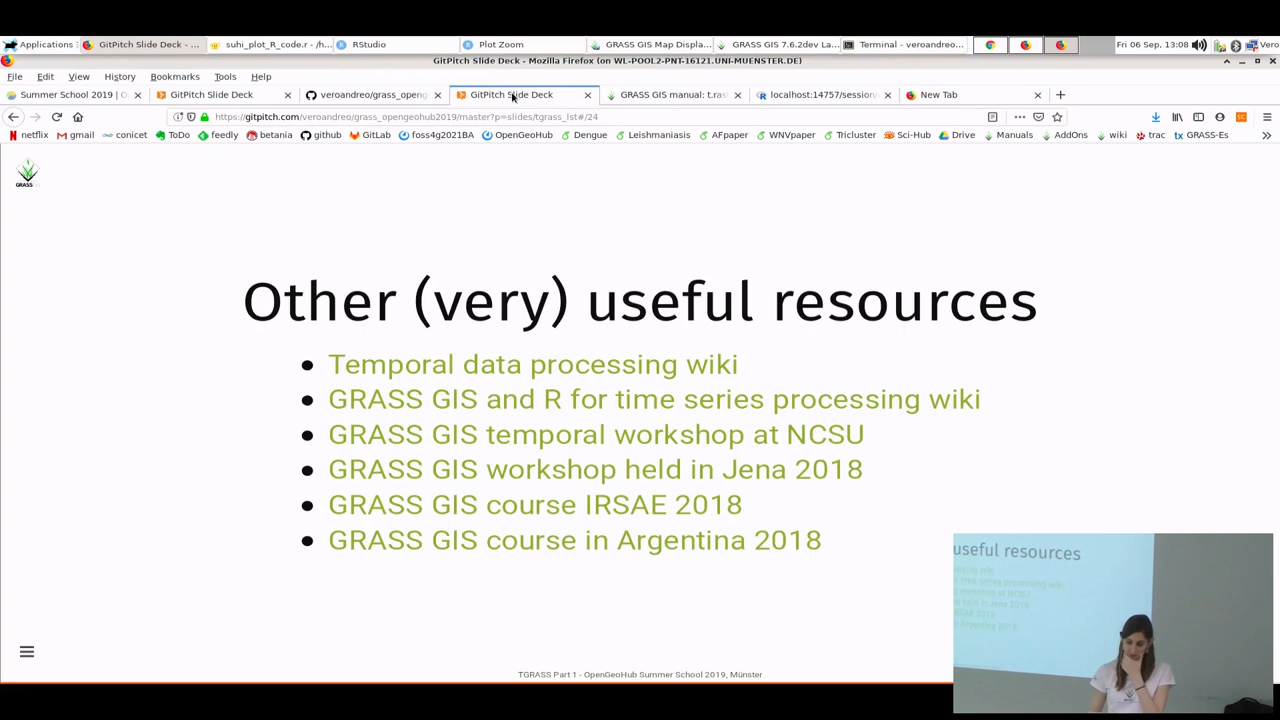 Applications
GitPitch Slide Deck - ...
suhi_plot_R_code.r - /h...
RStudio
Plot Zoom
GRASS GIS Map Displa...
GRASS GIS 7.6.2dev La...
Terminal - veroandreo@...
Fri 06 Sep, 13:08
Vero
GitPitch Slide Deck - Mozilla Firefox (on WL-POOL2-PNT-16121.UNI-MUENSTER.DE)
File Edit View History Bookmarks Tools Help
Summer School 2019 | O
GitPitch Slide Deck
veroandreo/grass_openg
GitPitch Slide Deck
GRASS GIS manual: t.ras
localhost:14757/session
New Tab
https://gitpitch.com/veroandreo/grass_opengeohub2019/master?p=slides/tgrass_lst#/24
netflix gmean conicet ToDo feedly betania github GitLab foss4g2021BA OpenGeoHub Dengue Leishmaniasis AFpaper WNVpaper Tricluster Sci-Hub Drive Manuals AddOns wiki trac GRASS-Es
GRASS
Other (very) useful resources
Temporal data processing wiki
GRASS GIS and R for time series processing wiki
GRASS GIS temporal workshop at NCSU
GRASS GIS workshop held in Jena 2018
GRASS GIS course IRSAE 2018
GRASS GIS course in Argentina 2018
useful resources
TGRASS Part 1 - OpenGeoHub Summer School 2019, Münster